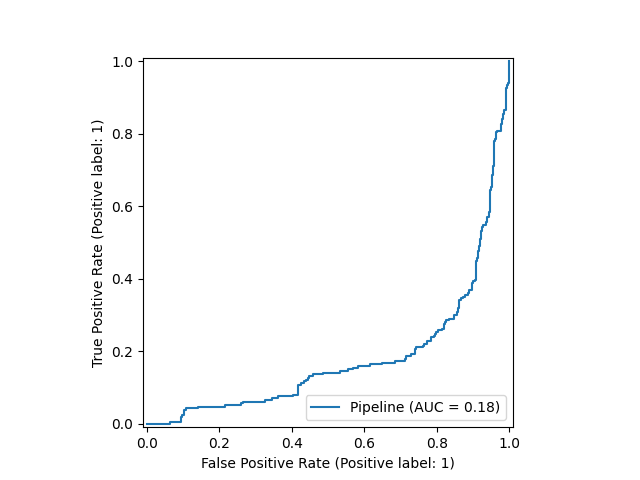 1.0
0.8
0.6
0.4
0.2
0.0
True Positive Rate (Positive label: 1)
Pipeline (AUC = 0.18)
0.0 0.2 0.4 0.6 0.8 1.0
False Positive Rate (Positive label: 1)